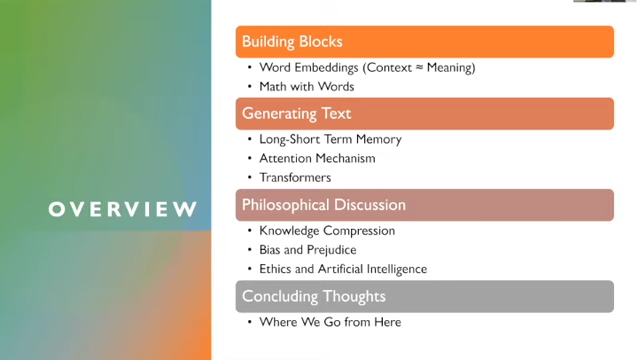 OVERVIEW
Building Blocks
• Word Embeddings (Context ≈ Meaning)
• Math with Words
Generating Text
• Long-Short Term Memory
• Attention Mechanism
• Transformers
Philosophical Discussion
• Knowledge Compression
• Bias and Prejudice
• Ethics and Artificial Intelligence
Concluding Thoughts
• Where We Go from Here